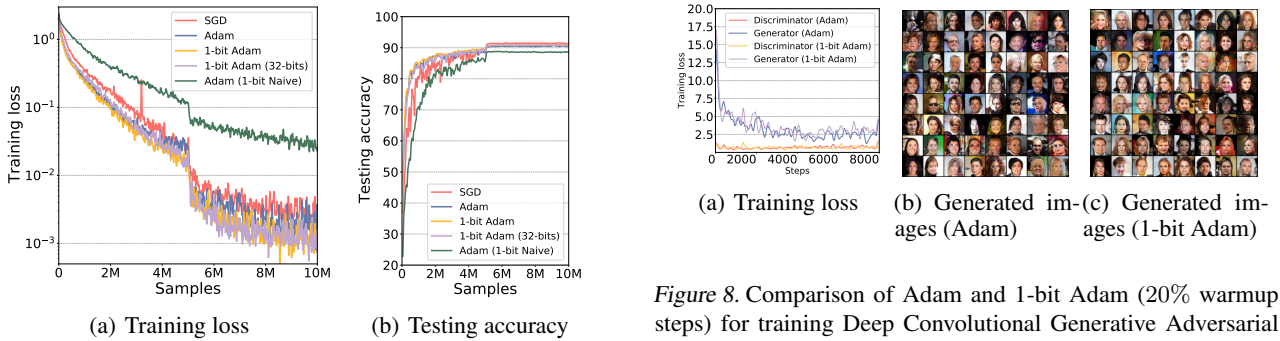 Training loss
10^0
10^−1
10^−2
10^−3
SGD
Adam
1-bit Adam
1-bit Adam (32-bits)
Adam (1-bit Naive)
0 2M 4M 6M 8M 10M
Samples
(a) Training loss
Testing accuracy
100
90
80
70
60
50
40
30
20
SGD
Adam
1-bit Adam
1-bit Adam (32-bits)
Adam (1-bit Naive)
0 2M 4M 6M 8M 10M
Samples
(b) Testing accuracy
Training loss
20.0
17.5
15.0
12.5
10.0
7.5
5.0
2.5
Discriminator (Adam)
Generator (Adam)
Discriminator (1-bit Adam)
Generator (1-bit Adam)
0 2000 4000 6000 8000
Steps
(a) Training loss
(b) Generated im-
ages (Adam)
(c) Generated im-
ages (1-bit Adam)
Figure 8. Comparison of Adam and 1-bit Adam (20% warmup
steps) for training Deep Convolutional Generative Adversarial